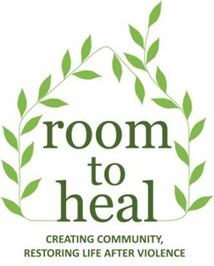 room
to
heal
CREATING COMMUNITY,
RESTORING LIFE AFTER VIOLENCE